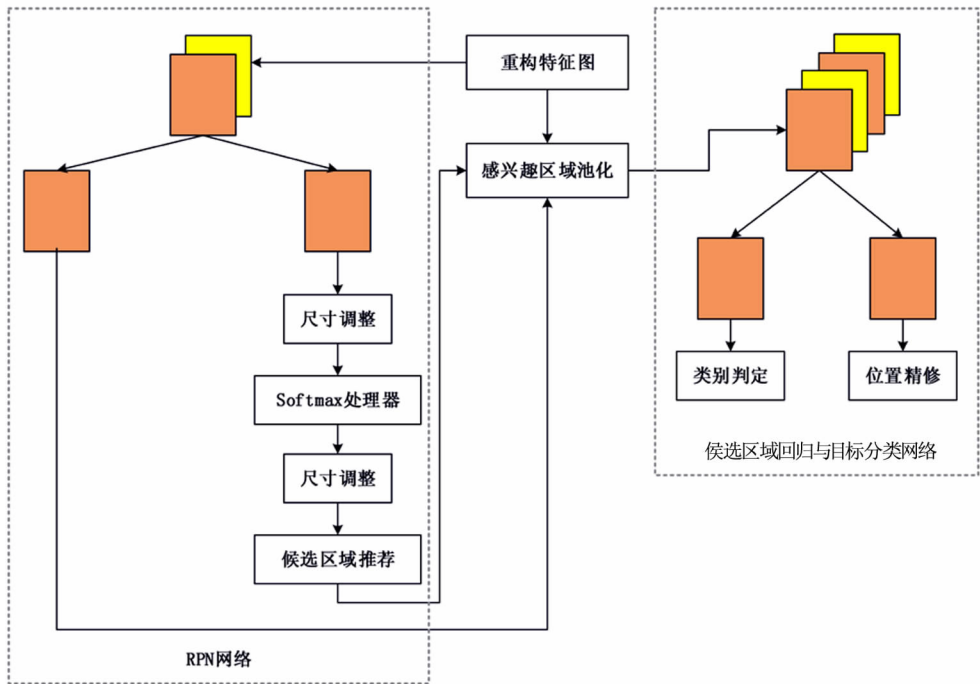 重构特征图
感兴趣区域池化
尺寸调整
Softmax处理器
尺寸调整
候选区域推荐
RPN网络
类别判定
位置精修
侯选区域回归与目标分类网络